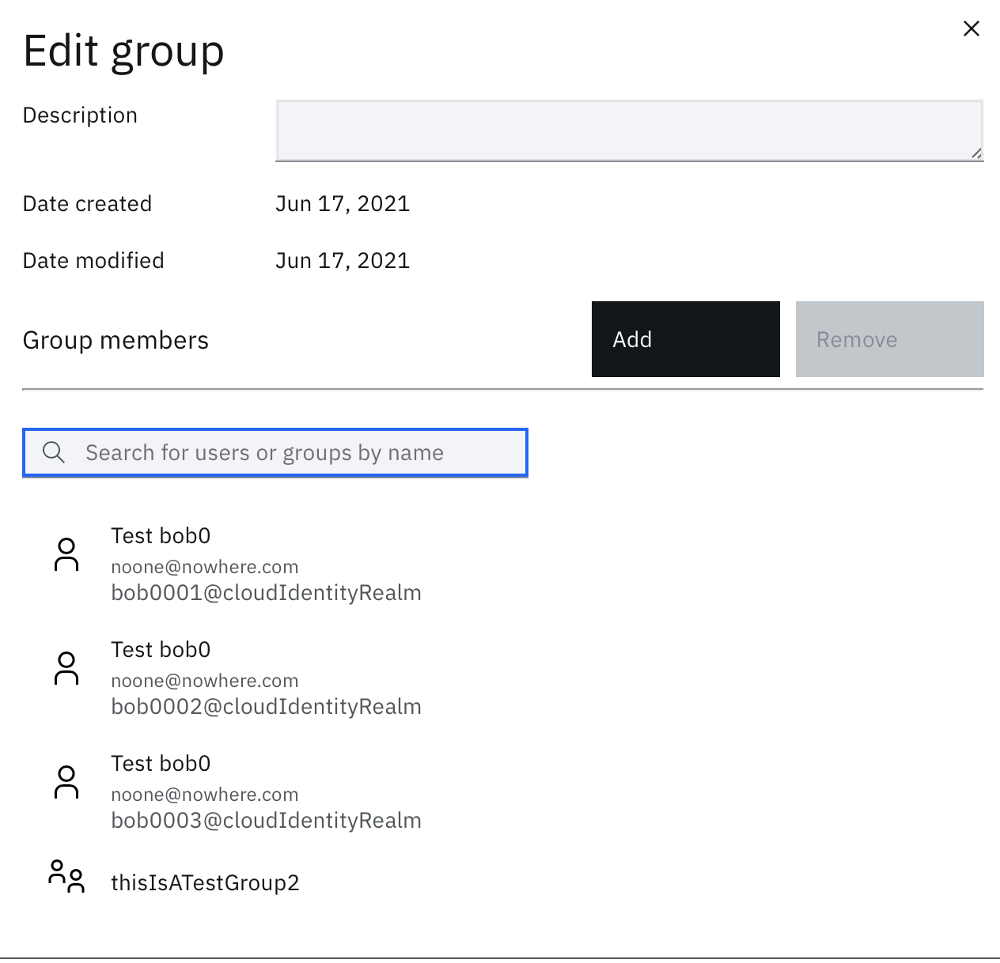 Edit group
Description
Date created Jun 17, 2021
Date modified Jun 17, 2021
Group members Add Remove
Search for users or groups by name
Test bob0
noone@nowhere.com
bob0001@cloudIdentityRealm
Test bob0
noone@nowhere.com
bob0002@cloudIdentityRealm
Test bob0
noone@nowhere.com
bob0003@cloudIdentityRealm
thisIsATestGroup2